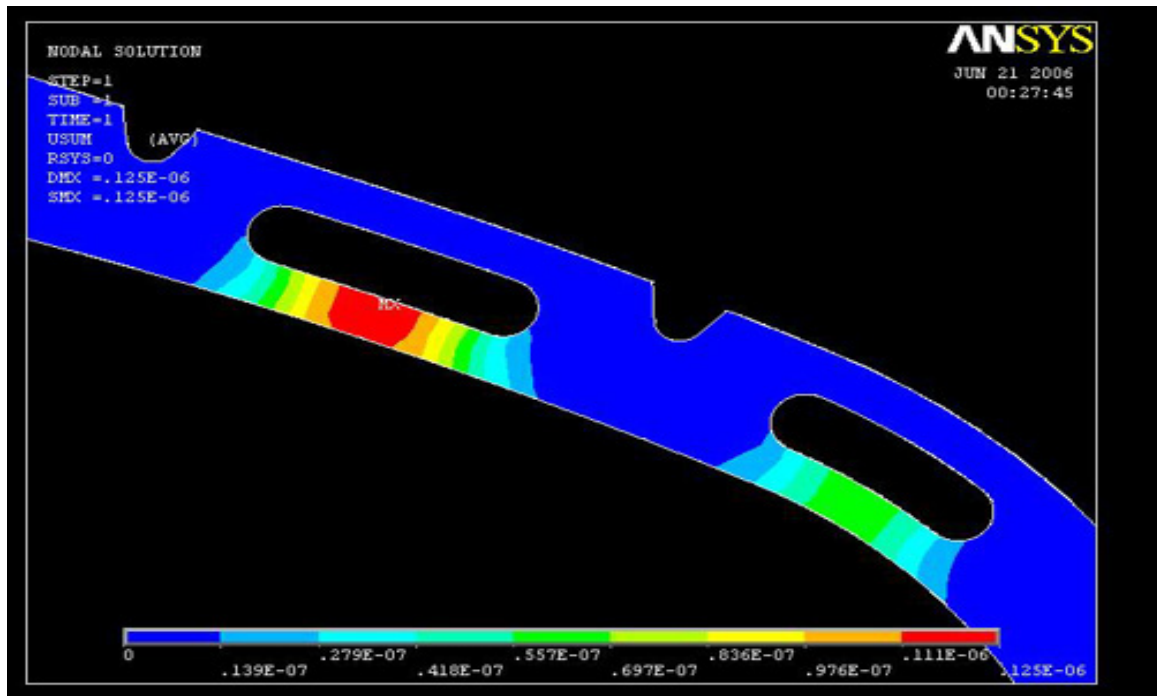 ANSYS
JUN 21 2006
00:27:45
NODAL SOLUTION
STEP=1
SUB =1
TIME=1
USUM (AVG)
RSYS=0
DMX =.125E-06
SMX =.125E-06
MX
0 .279E-07 .557E-07 .836E-07 .111E-06
.139E-07 .418E-07 .697E-07 .976E-07 .125E-06